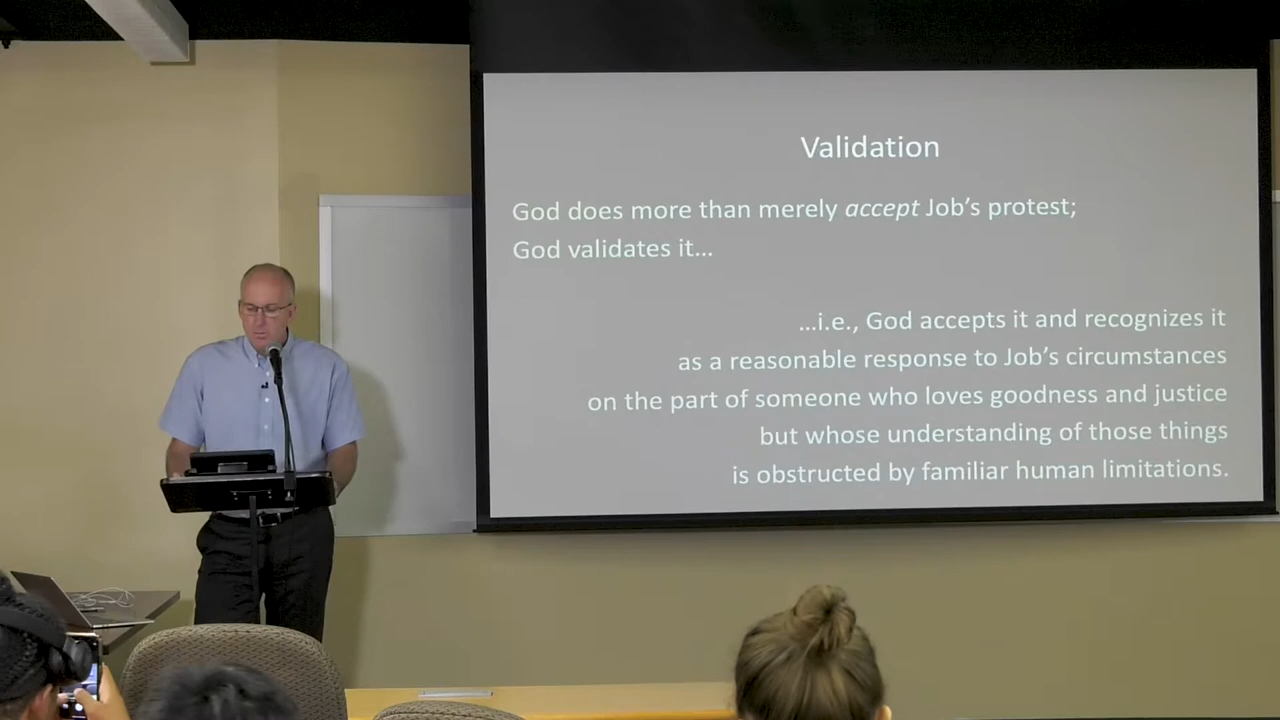 Validation
God does more than merely accept Job's protest;
God validates it...
...i.e., God accepts it and recognizes it
as a reasonable response to Job's circumstances
on the part of someone who loves goodness and justice
but whose understanding of those things
is obstructed by familiar human limitations.